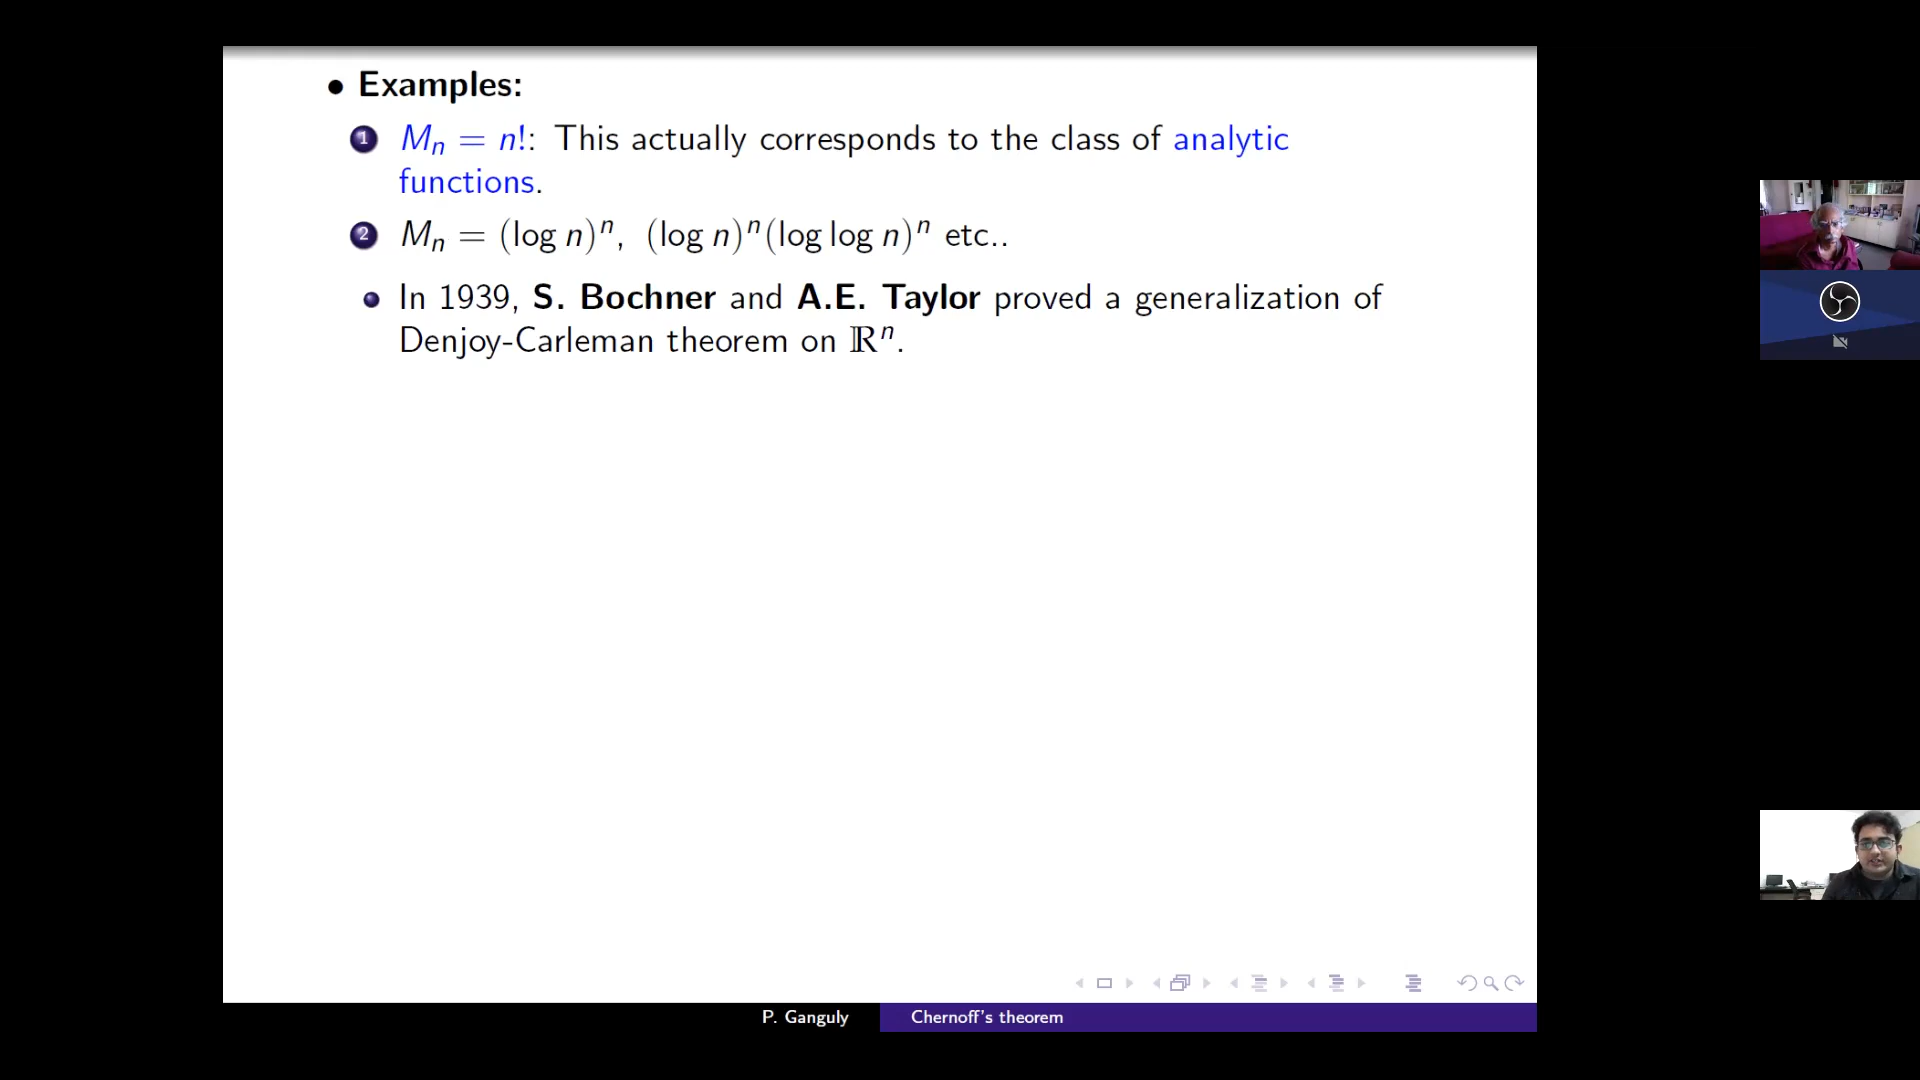 • Examples:
1 Mₙ = n!: This actually corresponds to the class of analytic
functions.
2 Mₙ = (log n)ⁿ, (log n)ⁿ(log log n)ⁿ etc..
• In 1939, S. Bochner and A.E. Taylor proved a generalization of
Denjoy-Carleman theorem on ℝⁿ.
P. Ganguly
Chernoff's theorem